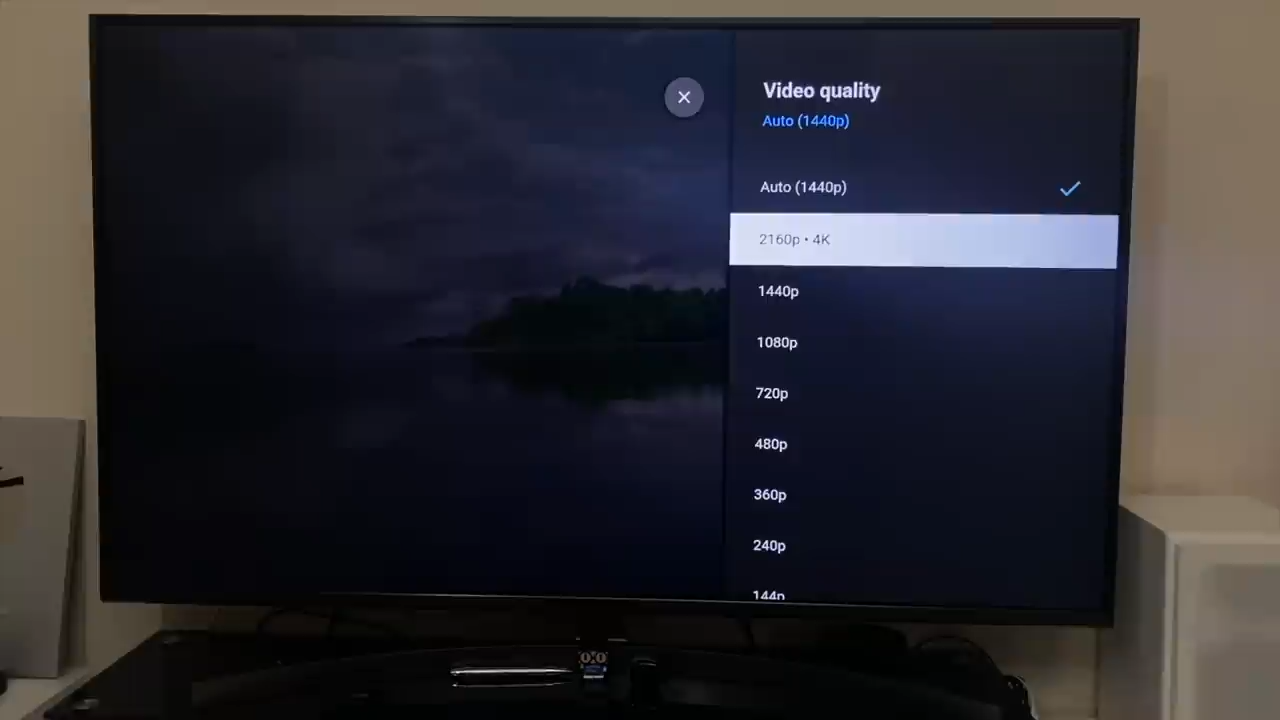 Video quality
Auto (1440p)
Auto (1440p)
2160p • 4K
1440p
1080p
720p
480p
360p
240p
144p